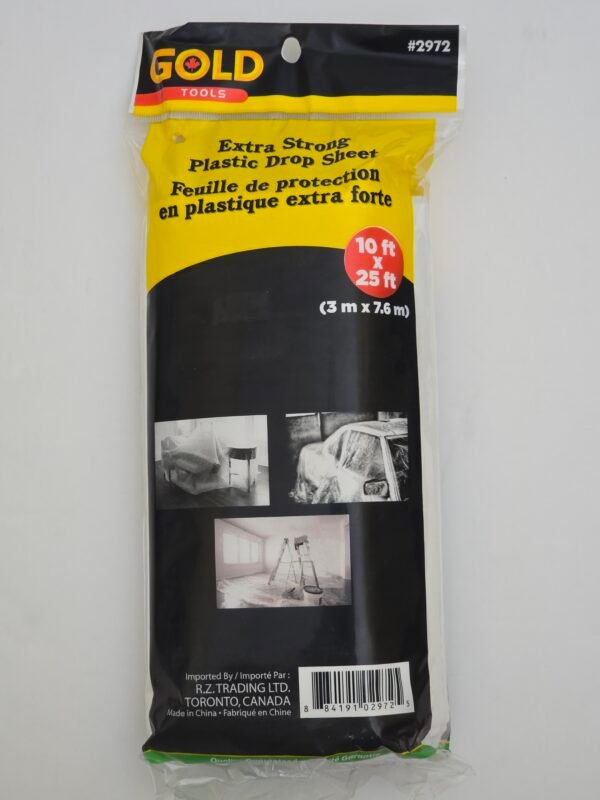 #2972
GOLD
TOOLS
Extra Strong
Plastic Drop Sheet
Feuille de protection
en plastique extra forte
10 ft
x
25 ft
(3 m x 7.6 m)
Imported By / Importé Par :
R.Z. TRADING LTD.
TORONTO, CANADA
Made in China • Fabriqué en Chine
8 84191 02972 5
Garantie